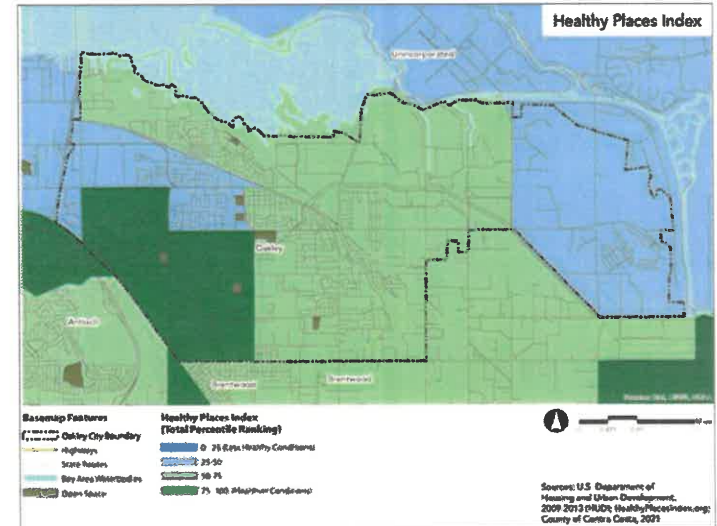 Healthy Places Index
Unincorporated
Oakley
Antioch
Brentwood
Brentwood
Basemap Features
Oakley City Boundary
Highways
State Routes
Bay Area Waterbodies
Open Space
Healthy Places Index
(Total Percentile Ranking)
0-25 (Less Healthy Conditions)
25-50
50-75
75-100 (Healthier Conditions)
Sources: U.S. Department of
Housing and Urban Development,
2009-2013 (HUD); HealthyPlacesIndex.org;
County of Contra Costa, 2021